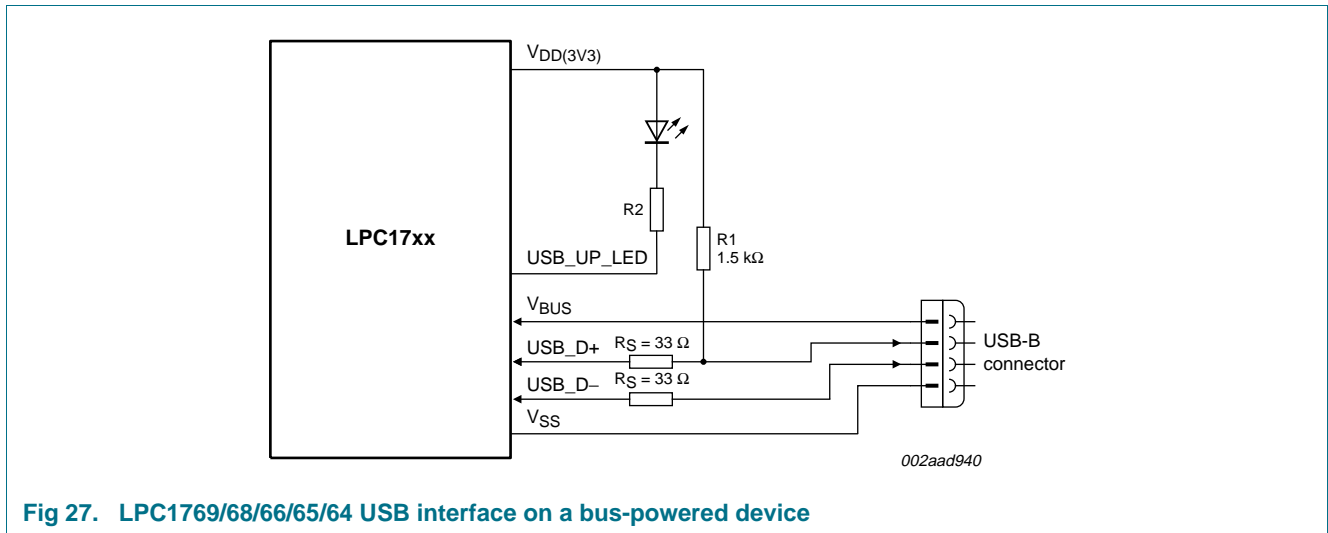 VDD(3V3)
R2
LPC17xx
R1
1.5 kΩ
USB_UP_LED
VBUS
USB_D+ RS = 33 Ω
USB_D− RS = 33 Ω
VSS
USB-B
connector
002aad940
Fig 27. LPC1769/68/66/65/64 USB interface on a bus-powered device